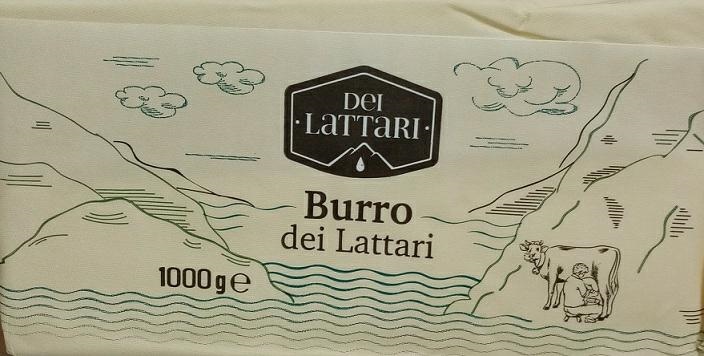 DEI
·LATTARI·
Burro
dei Lattari
1000g℮